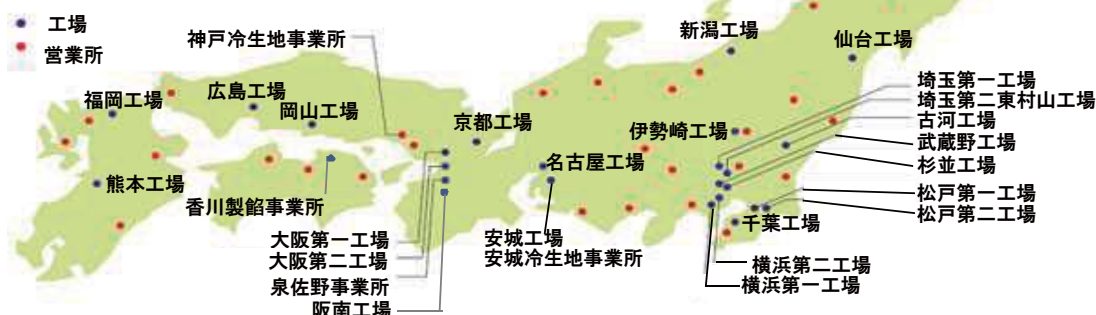 工場
営業所
神戸冷生地事業所
新潟工場
仙台工場
福岡工場
広島工場
岡山工場
京都工場
伊勢崎工場
名古屋工場
埼玉第一工場
埼玉第二東村山工場
古河工場
武蔵野工場
杉並工場
松戸第一工場
松戸第二工場
千葉工場
熊本工場
香川製餡事業所
大阪第一工場
大阪第二工場
泉佐野事業所
阪南工場
安城工場
安城冷生地事業所
横浜第二工場
横浜第一工場